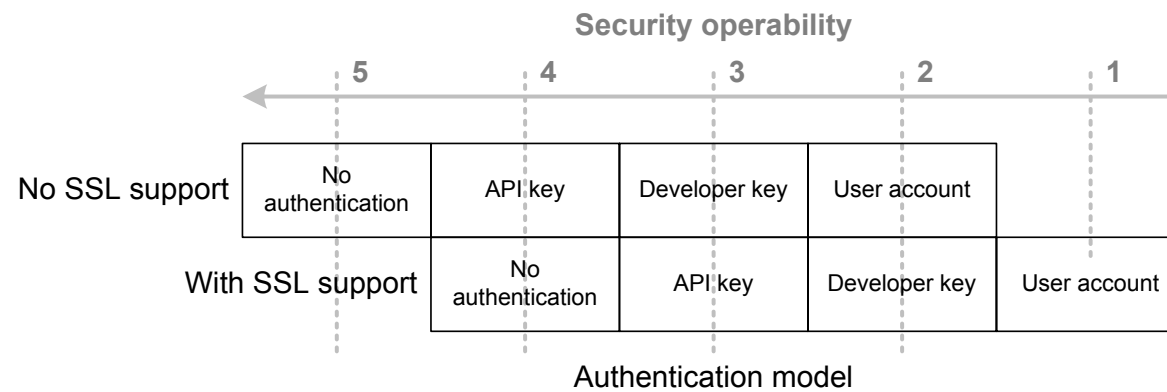 Security operability
5 4 3 2 1
No SSL support
No
authentication
API key
Developer key
User account
With SSL support
No
authentication
API key
Developer key
User account
Authentication model